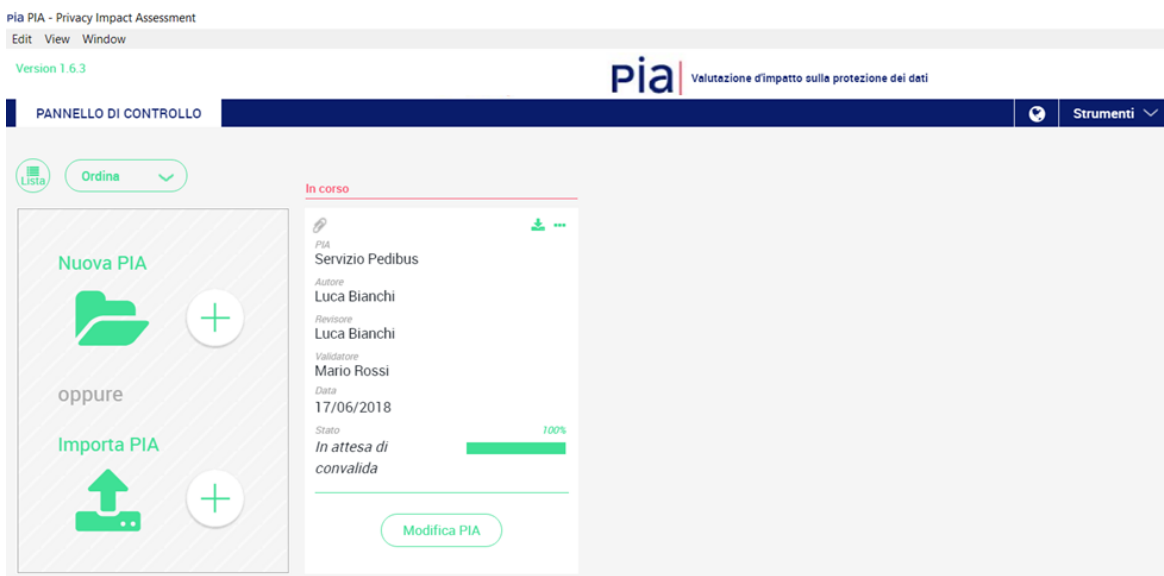 pia PIA - Privacy Impact Assessment
Edit View Window
Version 1.6.3
pia Valutazione d'impatto sulla protezione dei dati
PANNELLO DI CONTROLLO
Strumenti
Lista
Ordina
In corso
Nuova PIA
oppure
Importa PIA
PIA
Servizio Pedibus
Autore
Luca Bianchi
Revisore
Luca Bianchi
Validatore
Mario Rossi
Data
17/06/2018
Stato 100%
In attesa di
convalida
Modifica PIA